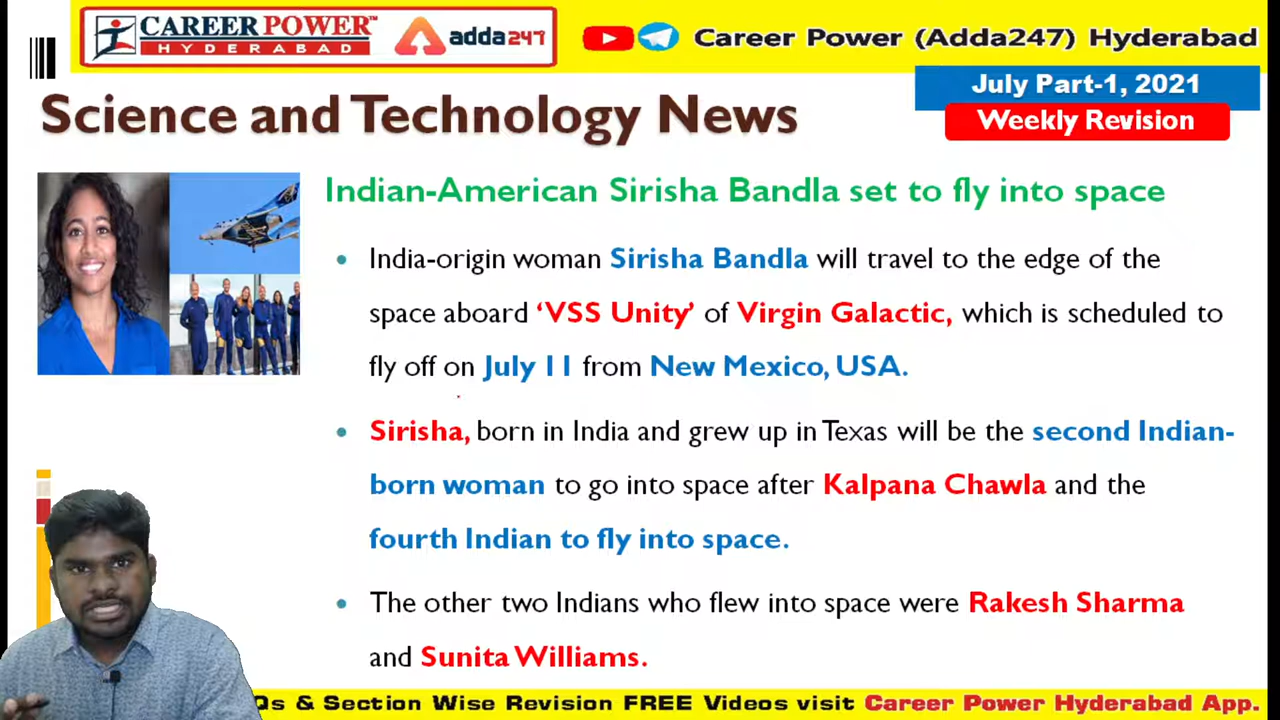 CAREER POWER™
HYDERABAD
adda247
Career Power (Adda247) Hyderabad
July Part-1, 2021
Weekly Revision
Science and Technology News
Indian-American Sirisha Bandla set to fly into space
• India-origin woman Sirisha Bandla will travel to the edge of the
space aboard ‘VSS Unity’ of Virgin Galactic, which is scheduled to
fly off on July 11 from New Mexico, USA.
• Sirisha, born in India and grew up in Texas will be the second Indian-
born woman to go into space after Kalpana Chawla and the
fourth Indian to fly into space.
• The other two Indians who flew into space were Rakesh Sharma
and Sunita Williams.
Qs & Section Wise Revision FREE Videos visit Career Power Hyderabad App.